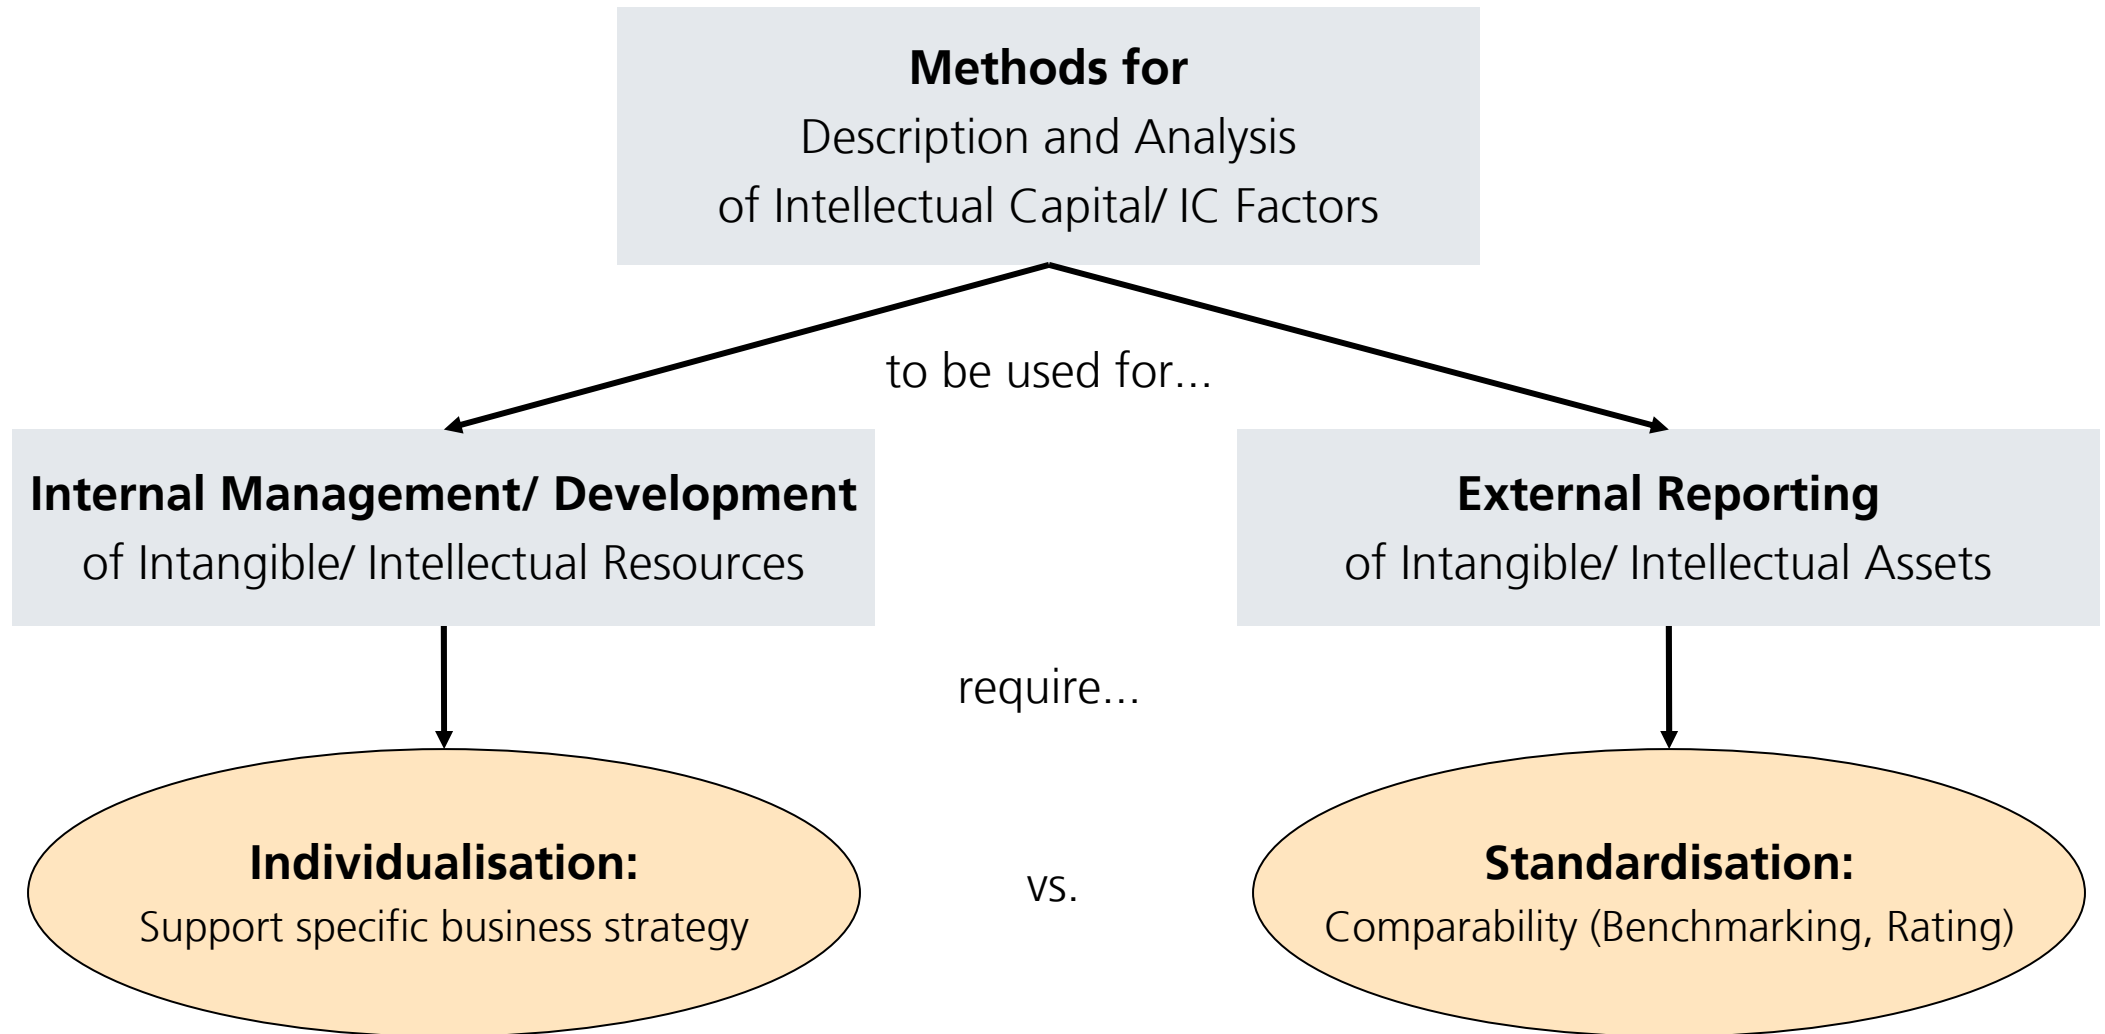 Methods for
Description and Analysis
of Intellectual Capital/ IC Factors
to be used for...
Internal Management/ Development
of Intangible/ Intellectual Resources
External Reporting
of Intangible/ Intellectual Assets
require...
Individualisation:
Support specific business strategy
vs.
Standardisation:
Comparability (Benchmarking, Rating)